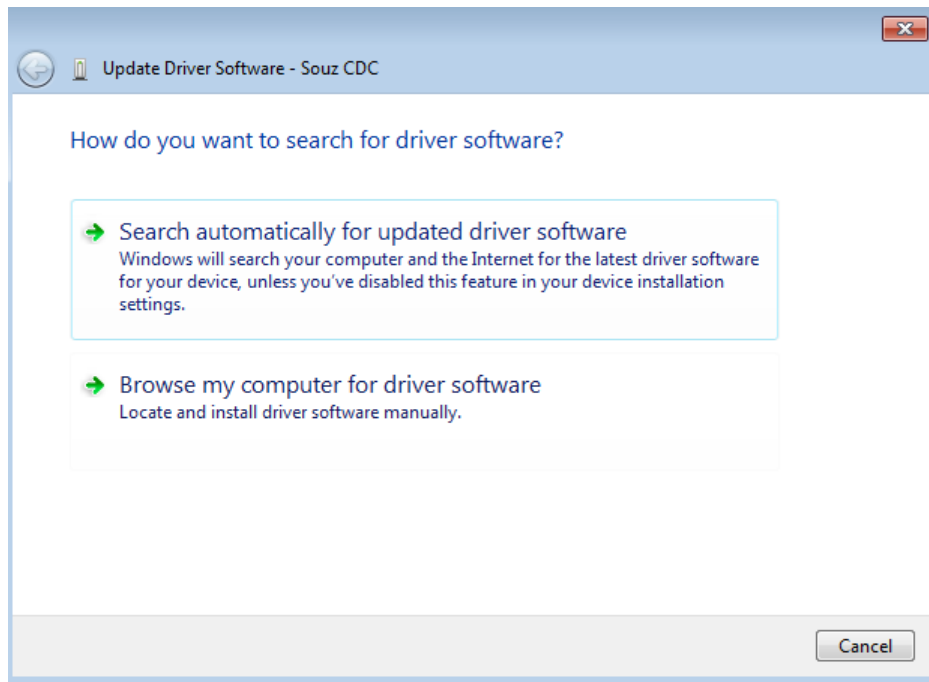 Update Driver Software - Souz CDC
How do you want to search for driver software?
Search automatically for updated driver software
Windows will search your computer and the Internet for the latest driver software
for your device, unless you've disabled this feature in your device installation
settings.
Browse my computer for driver software
Locate and install driver software manually.
Cancel